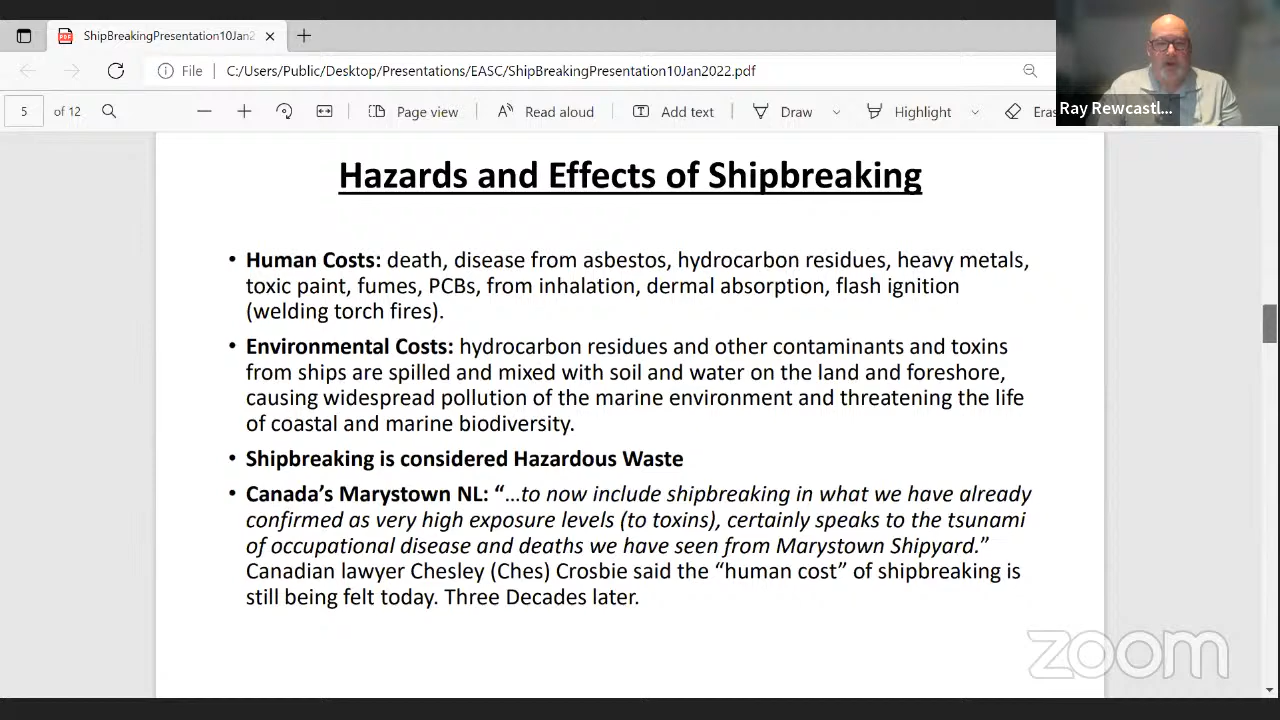 ShipBreakingPresentation10Jan2
File C:/Users/Public/Desktop/Presentations/EASC/ShipBreakingPresentation10Jan2022.pdf
5 of 12 Page view Read aloud Add text Draw Highlight Eras
Ray Rewcastl...
Hazards and Effects of Shipbreaking
• Human Costs: death, disease from asbestos, hydrocarbon residues, heavy metals,
toxic paint, fumes, PCBs, from inhalation, dermal absorption, flash ignition
(welding torch fires).
• Environmental Costs: hydrocarbon residues and other contaminants and toxins
from ships are spilled and mixed with soil and water on the land and foreshore,
causing widespread pollution of the marine environment and threatening the life
of coastal and marine biodiversity.
• Shipbreaking is considered Hazardous Waste
• Canada’s Marystown NL: “…to now include shipbreaking in what we have already
confirmed as very high exposure levels (to toxins), certainly speaks to the tsunami
of occupational disease and deaths we have seen from Marystown Shipyard.”
Canadian lawyer Chesley (Ches) Crosbie said the “human cost” of shipbreaking is
still being felt today. Three Decades later.
zoom